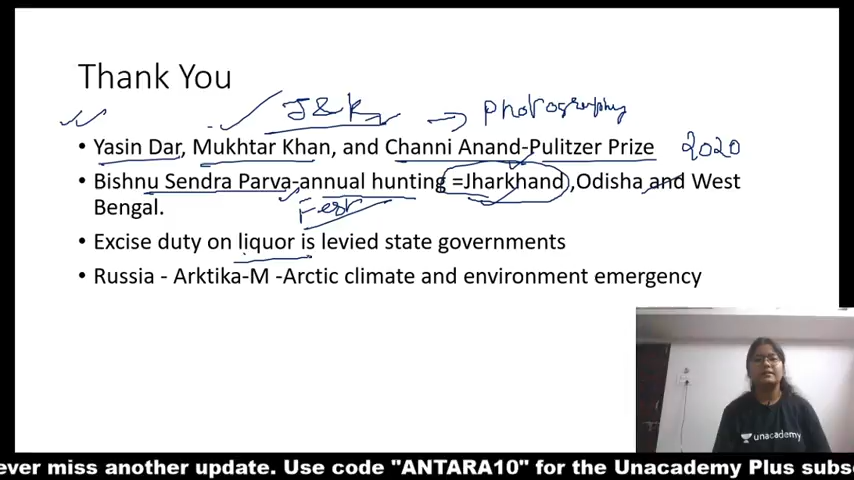 Thank You
J&K → Photography
• Yasin Dar, Mukhtar Khan, and Channi Anand-Pulitzer Prize 2020
• Bishnu Sendra Parva-annual hunting =Jharkhand ,Odisha and West
Bengal.
Fest
• Excise duty on liquor is levied state governments
• Russia - Arktika-M -Arctic climate and environment emergency
unacademy
ever miss another update. Use code "ANTARA10" for the Unacademy Plus subsc